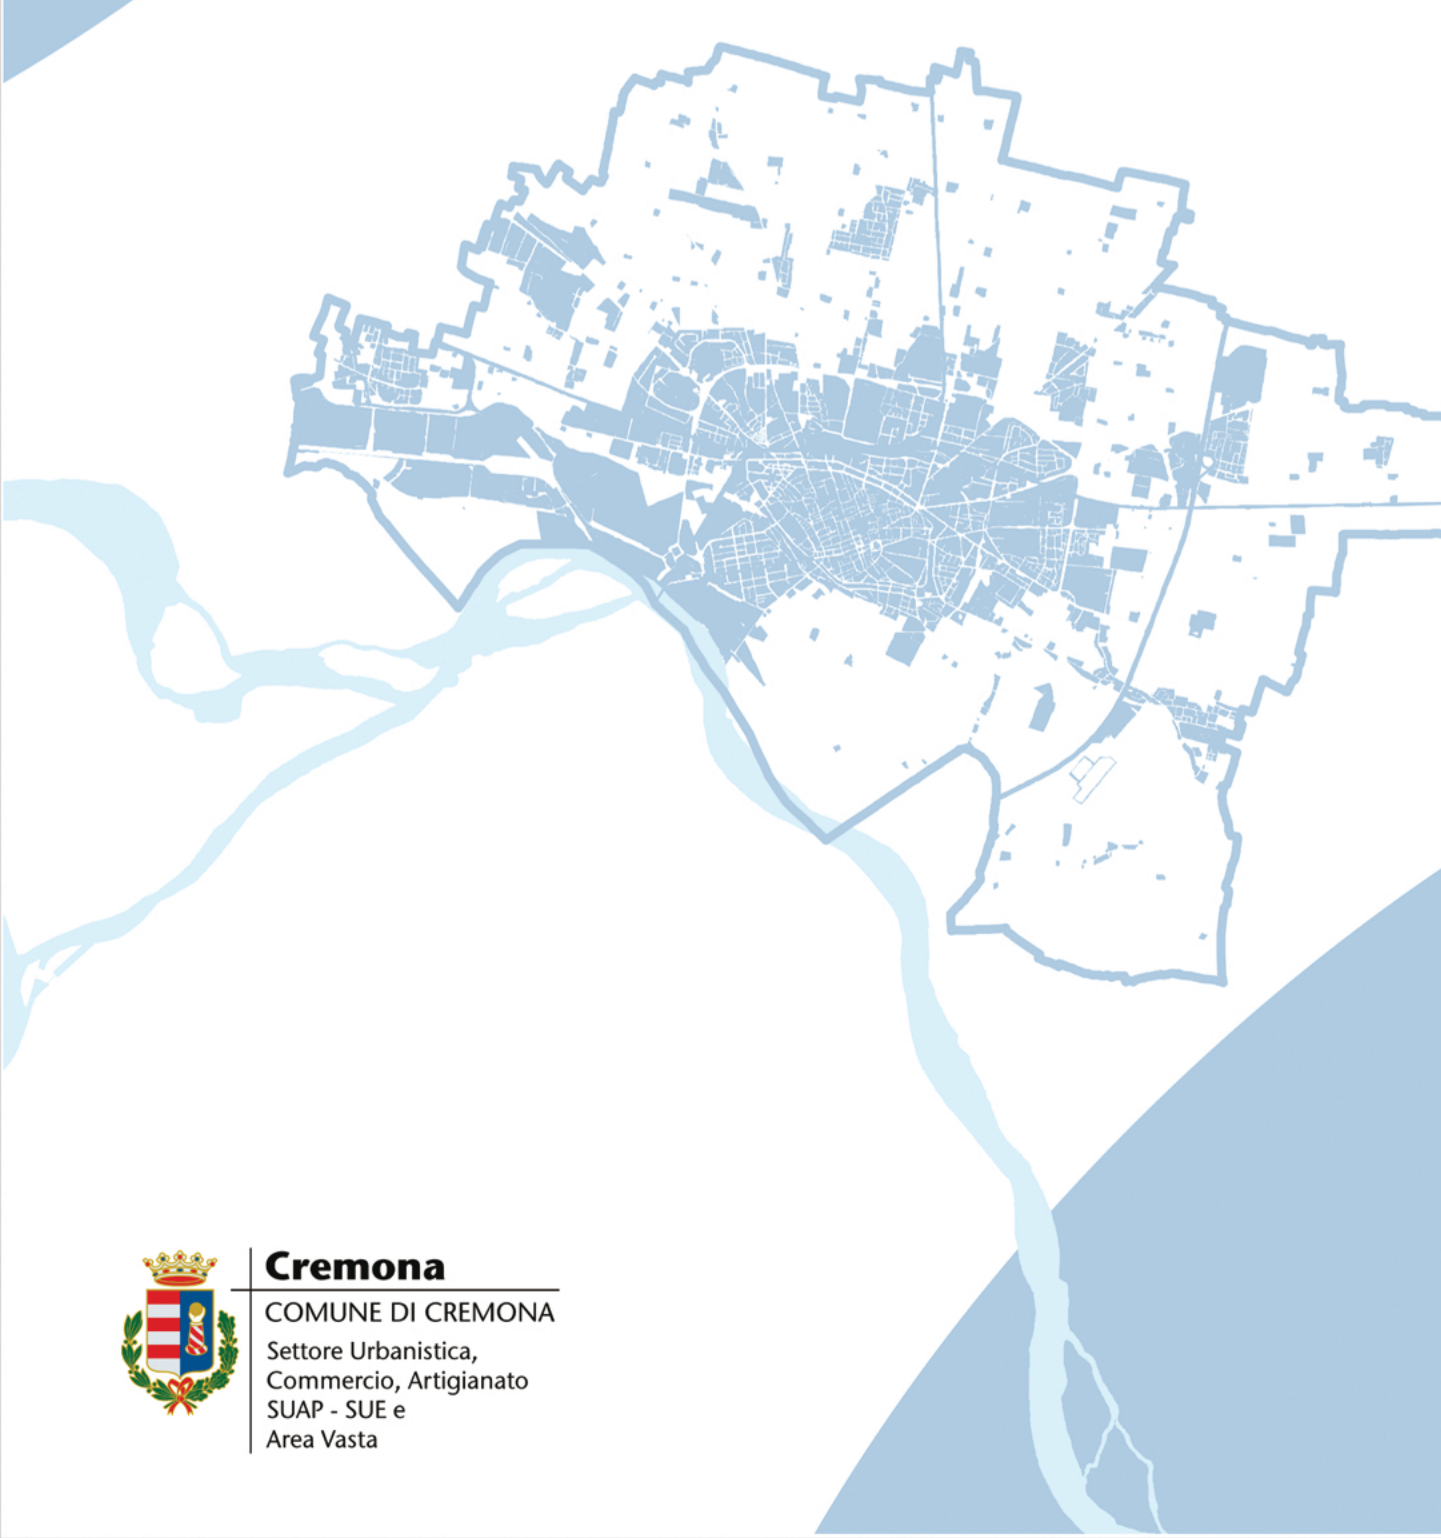 Cremona
COMUNE DI CREMONA
Settore Urbanistica,
Commercio, Artigianato
SUAP - SUE e
Area Vasta